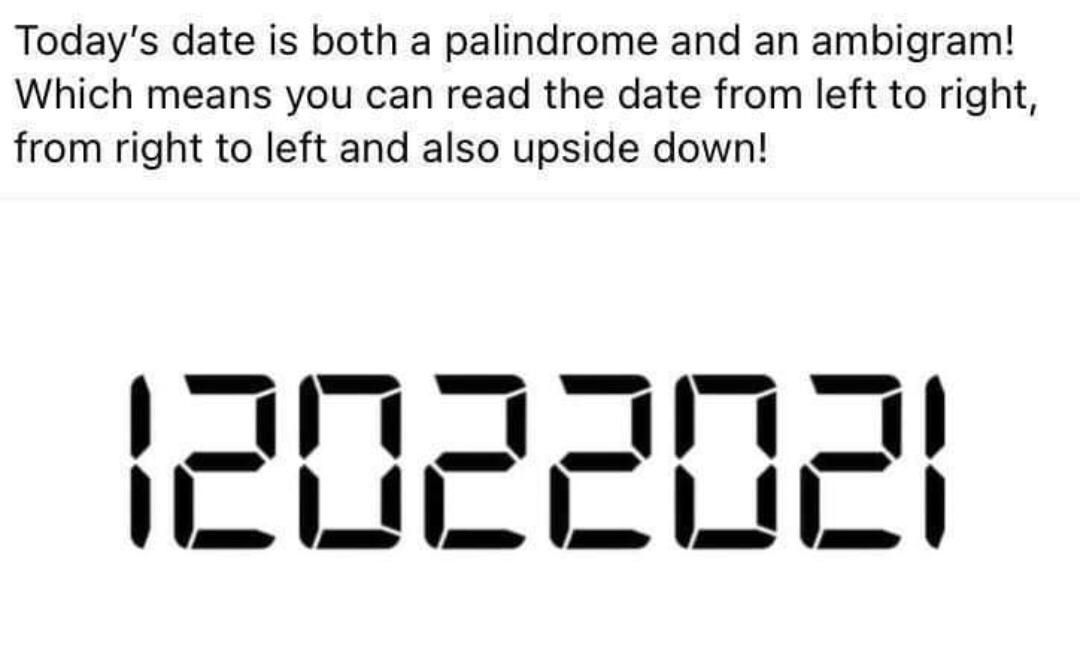 Today's date is both a palindrome and an ambigram!
Which means you can read the date from left to right,
from right to left and also upside down!
12022021